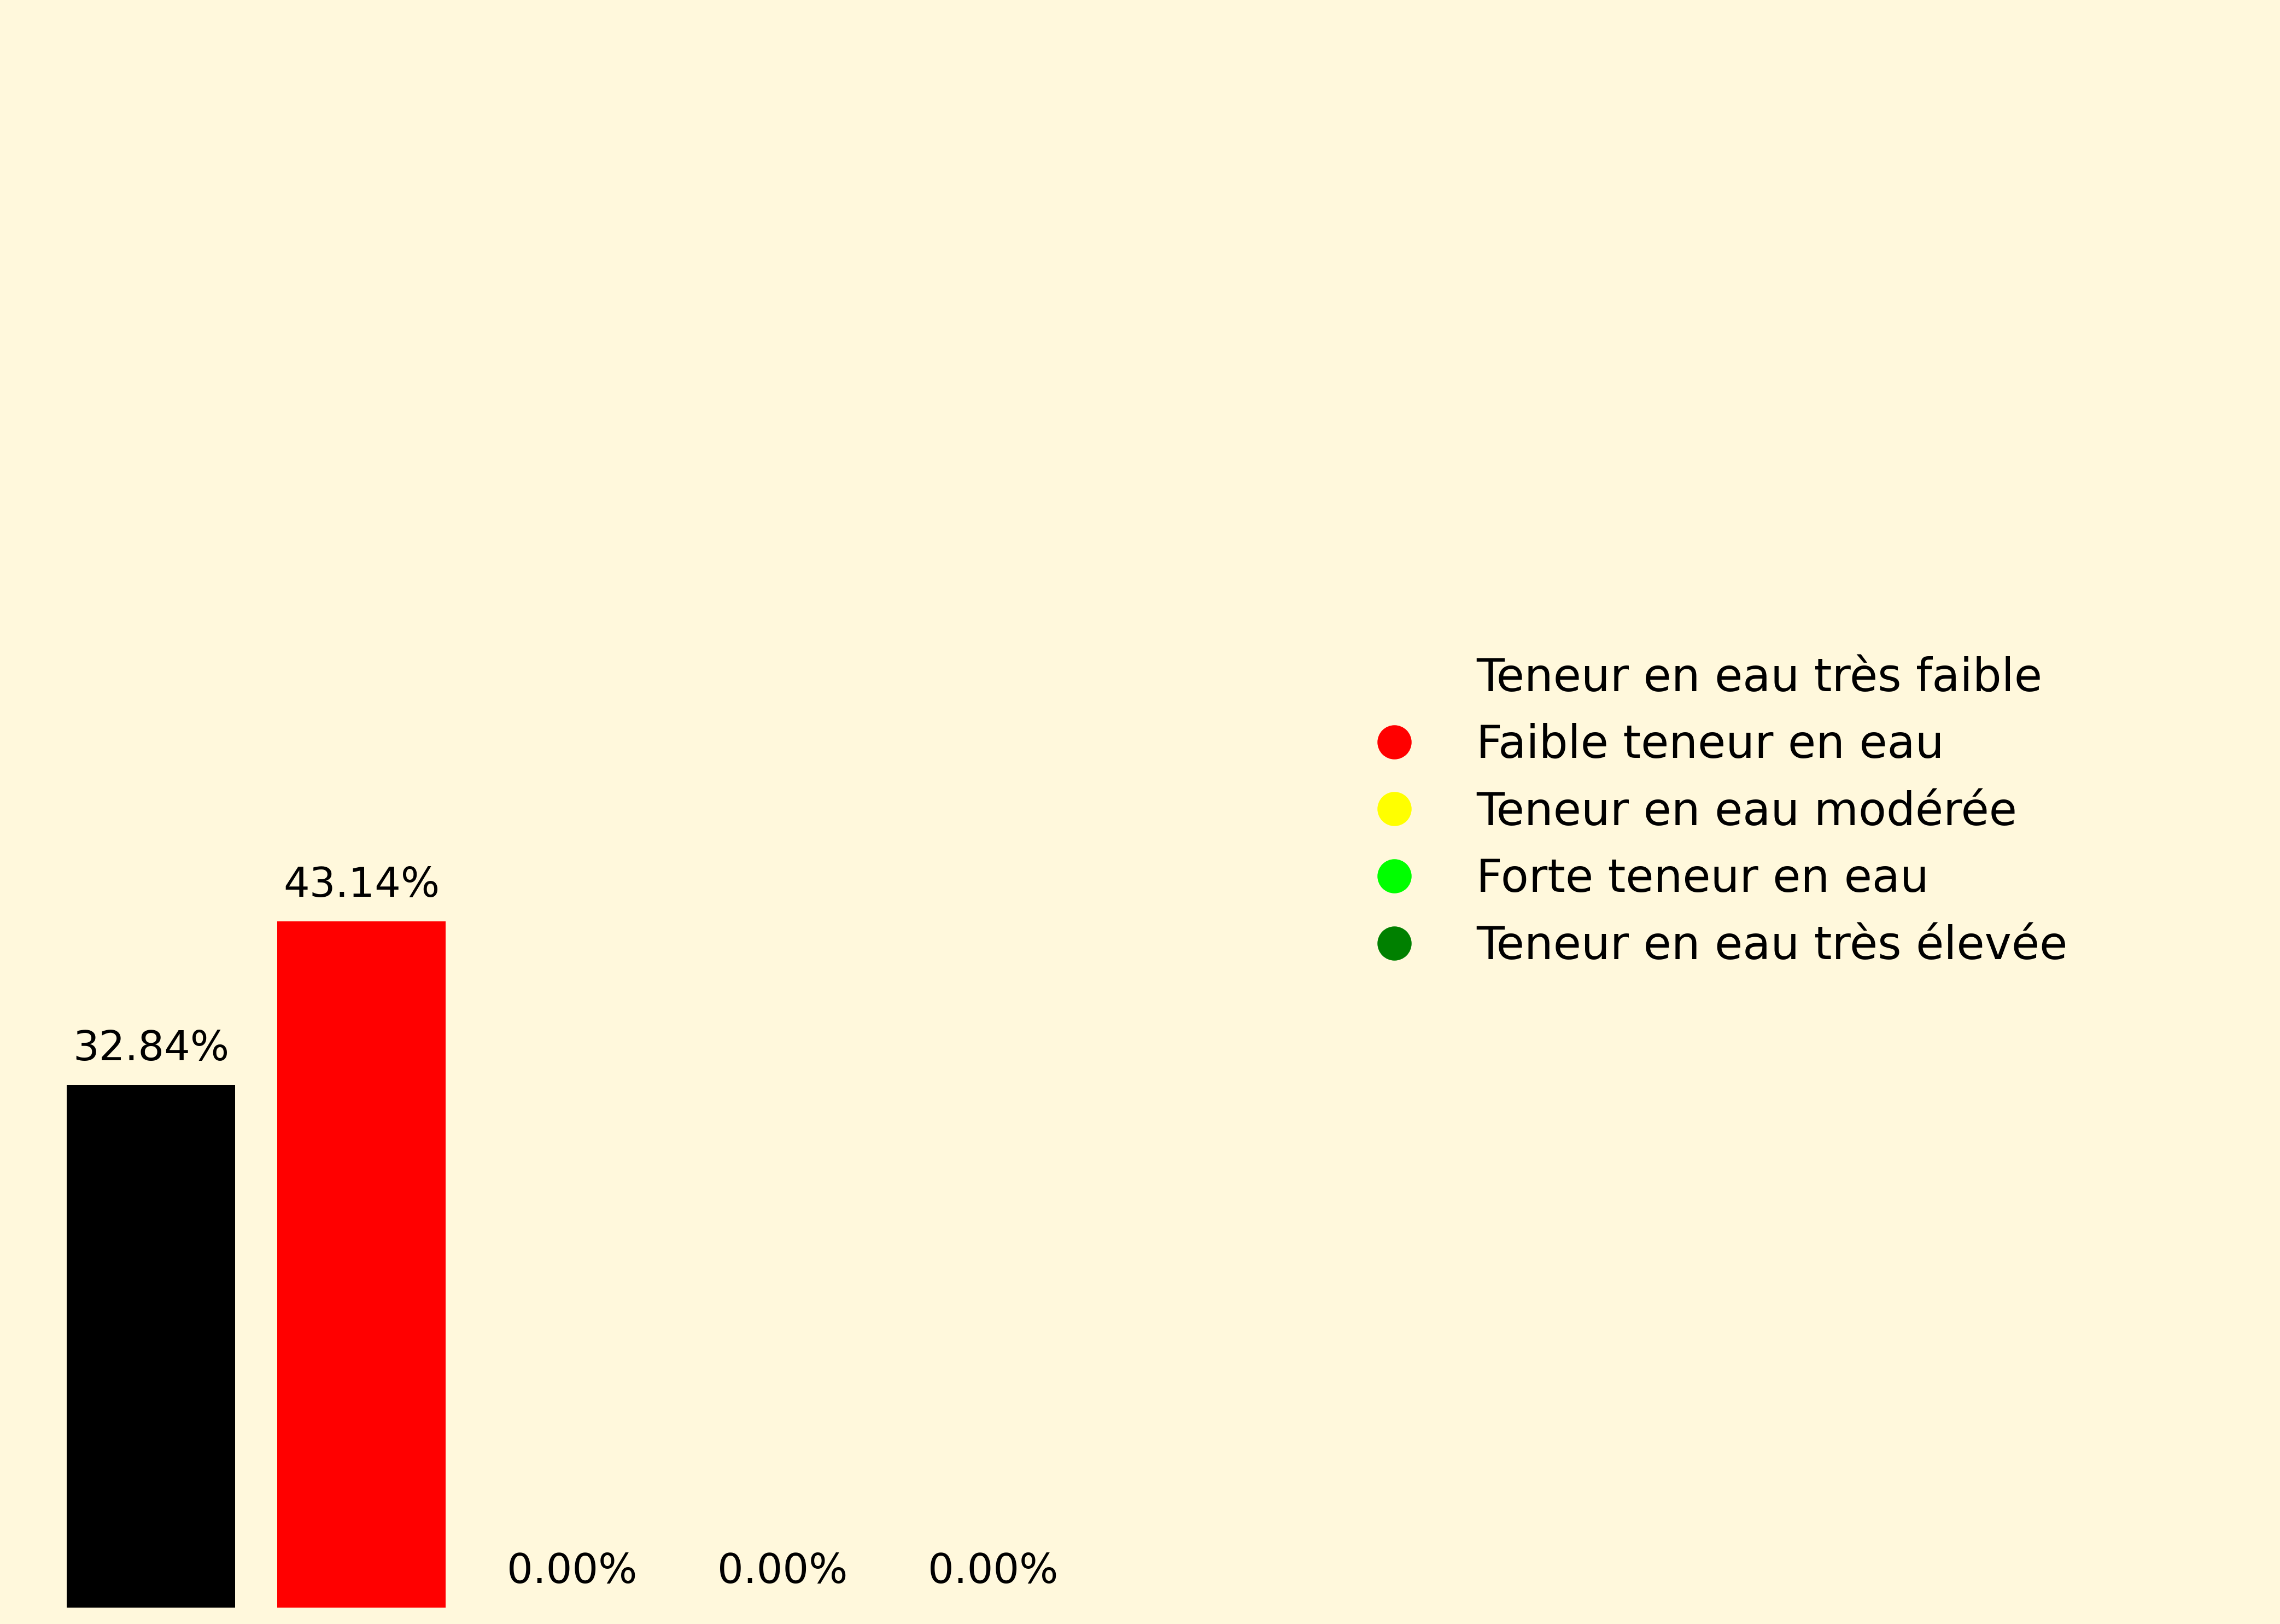 Teneur en eau très faible
Faible teneur en eau
Teneur en eau modérée
Forte teneur en eau
Teneur en eau très élevée
43.14%
32.84%
0.00% 0.00% 0.00%